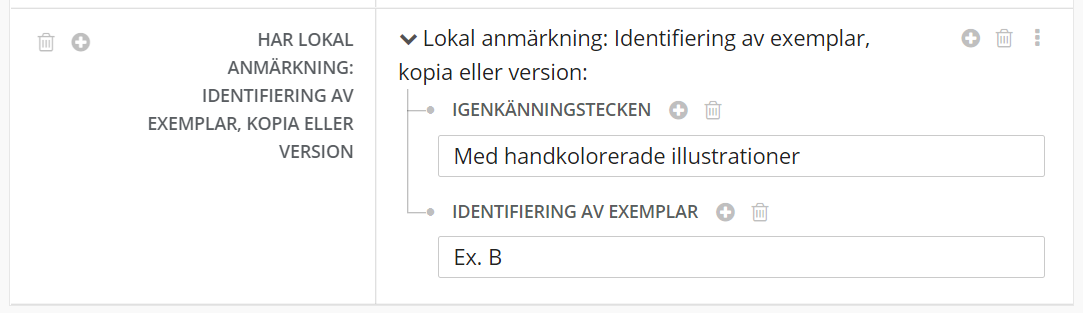 HAR LOKAL
ANMÄRKNING:
IDENTIFIERING AV
EXEMPLAR, KOPIA ELLER
VERSION
Lokal anmärkning: Identifiering av exemplar,
kopia eller version:
IGENKÄNNINGSTECKEN
Med handkolorerade illustrationer
IDENTIFIERING AV EXEMPLAR
Ex. B